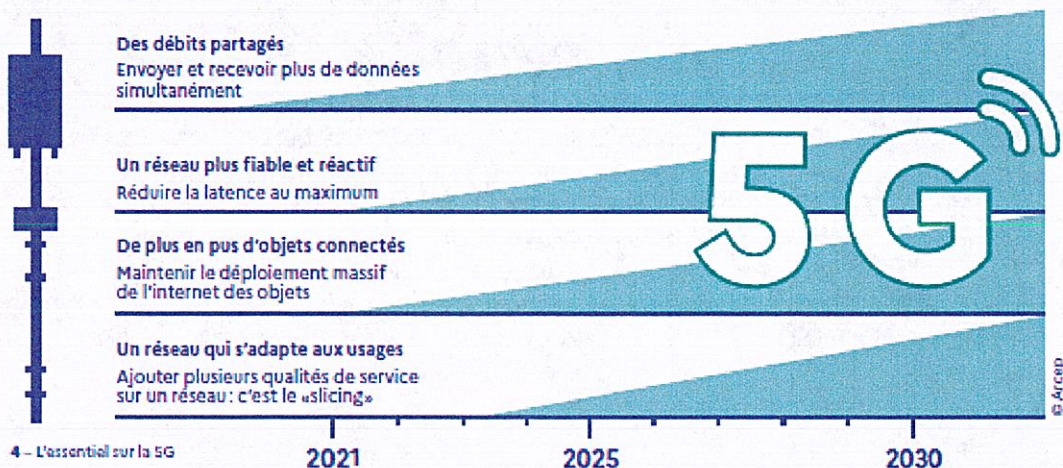 Des débits partagés
Envoyer et recevoir plus de données
simultanément
Un réseau plus fiable et réactif
Réduire la latence au maximum
De plus en pus d'objets connectés
Maintenir le déploiement massif
de l'internet des objets
Un réseau qui s'adapte aux usages
Ajouter plusieurs qualités de service
sur un réseau : c'est le «slicing»
5G
© Arcep
4 – L'essentiel sur la 5G
2021
2025
2030